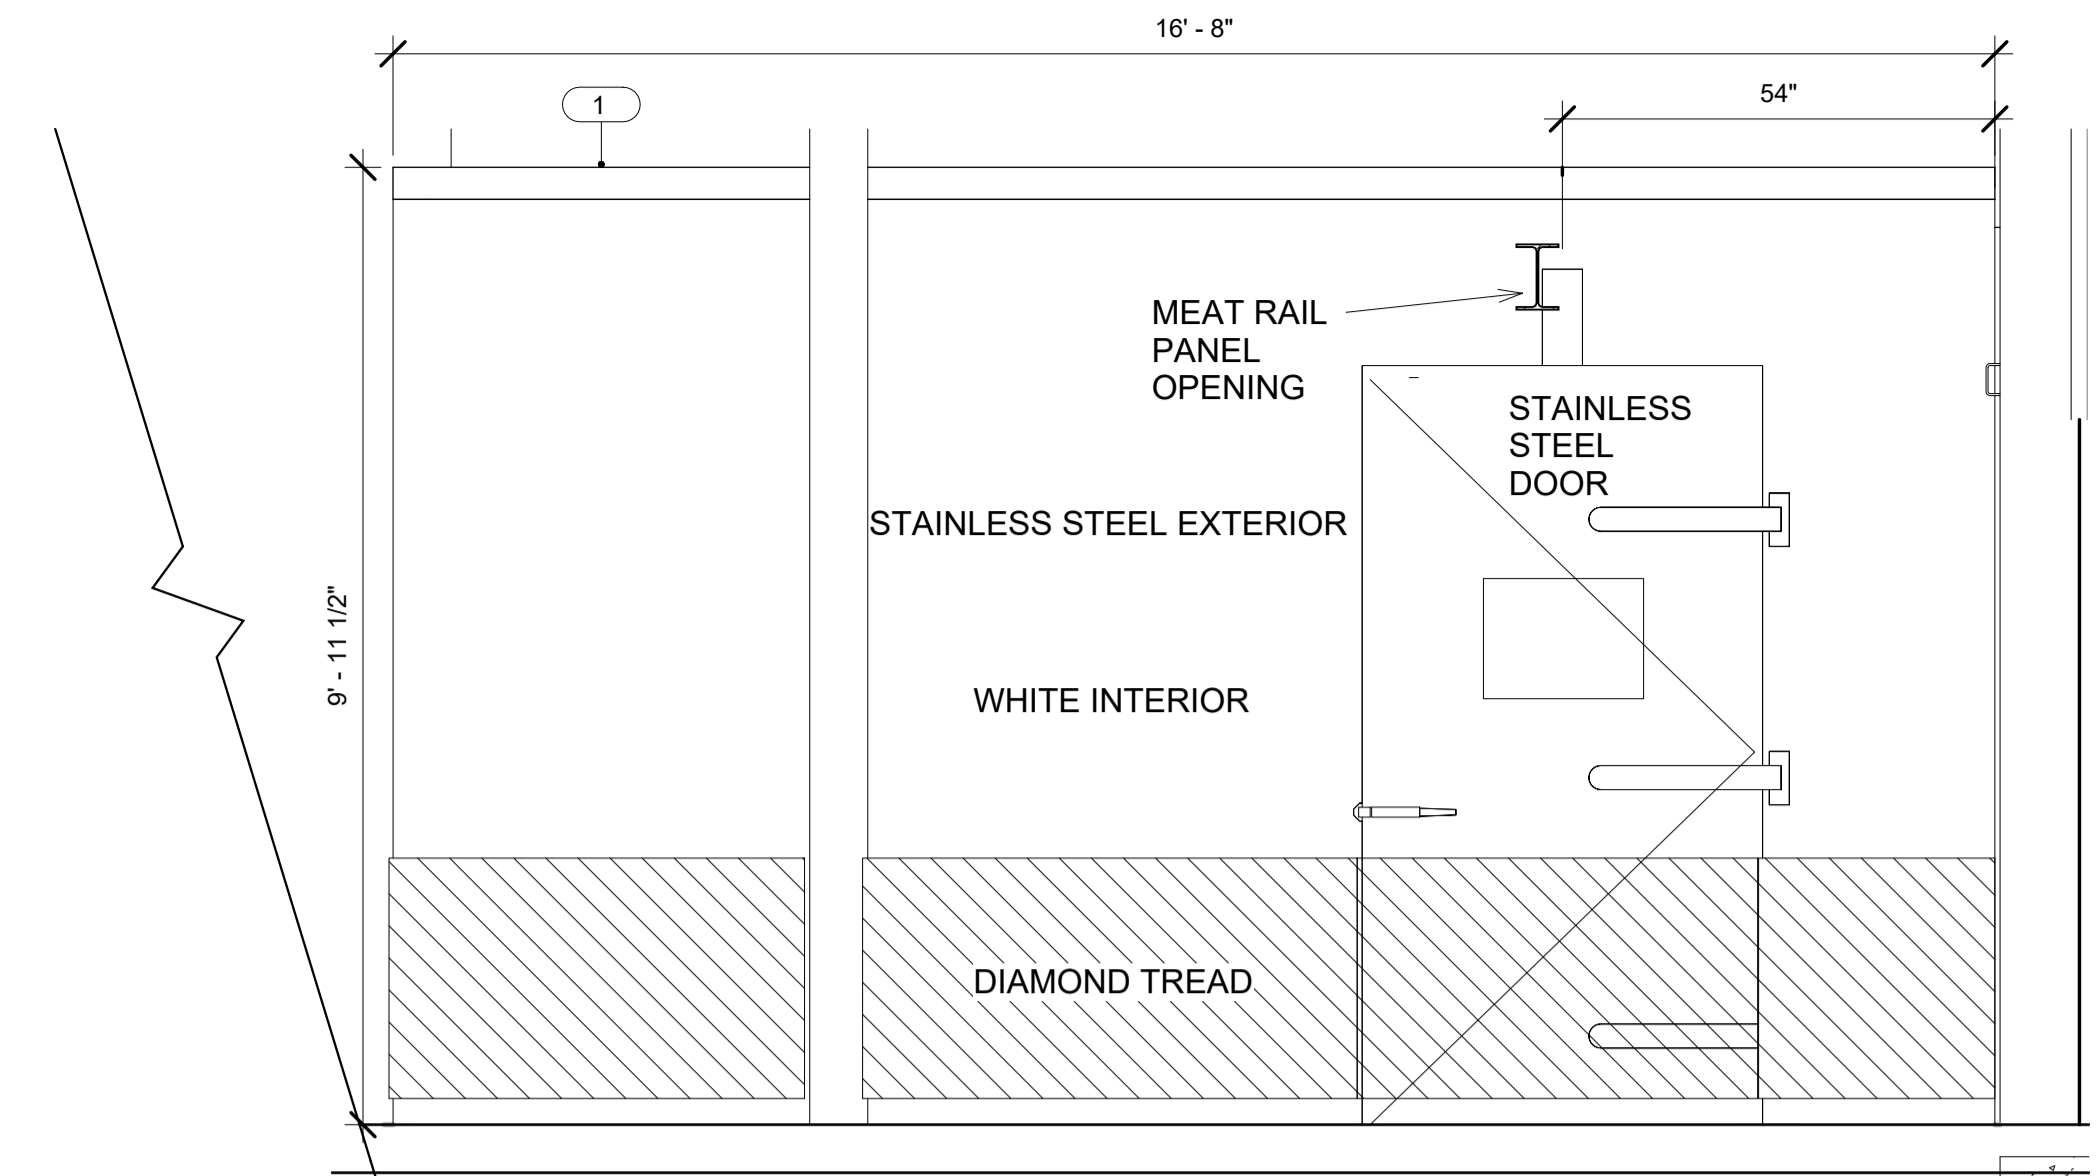 16' - 8"
54"
1
MEAT RAIL
PANEL
OPENING
STAINLESS
STEEL
DOOR
STAINLESS STEEL EXTERIOR
9' - 11 1/2"
WHITE INTERIOR
DIAMOND TREAD